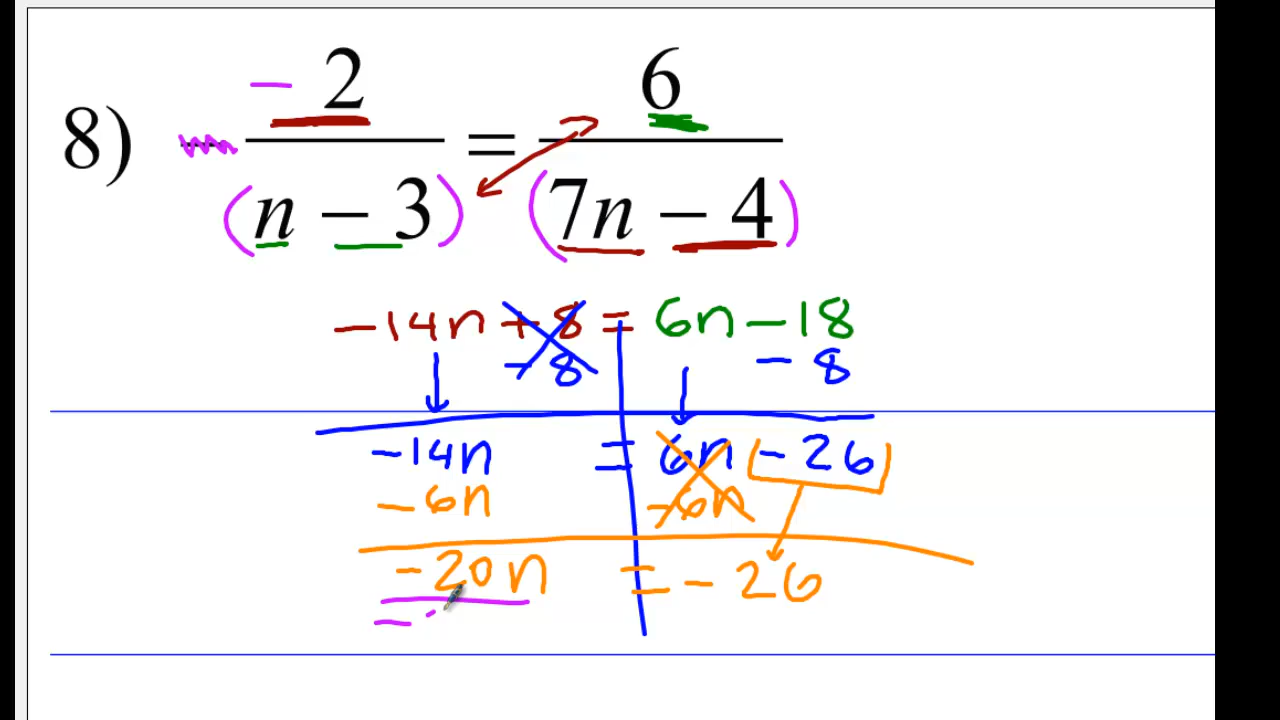 - 2 6
8) — = —
(n − 3) (7n − 4)
-14n + 8 = 6n - 18
- 8 - 8
-14n = 6n - 26
-6n -6n
-20n = -26